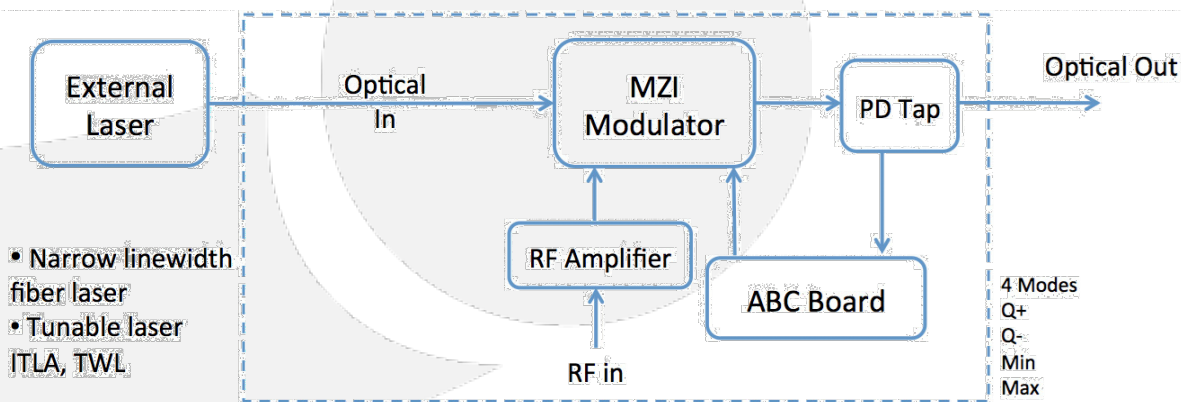 External
Laser
Optical
In
MZI
Modulator
PD Tap
Optical Out
RF Amplifier
ABC Board
RF in
• Narrow linewidth
fiber laser
• Tunable laser
ITLA, TWL
4 Modes
Q+
Q-
Min
Max